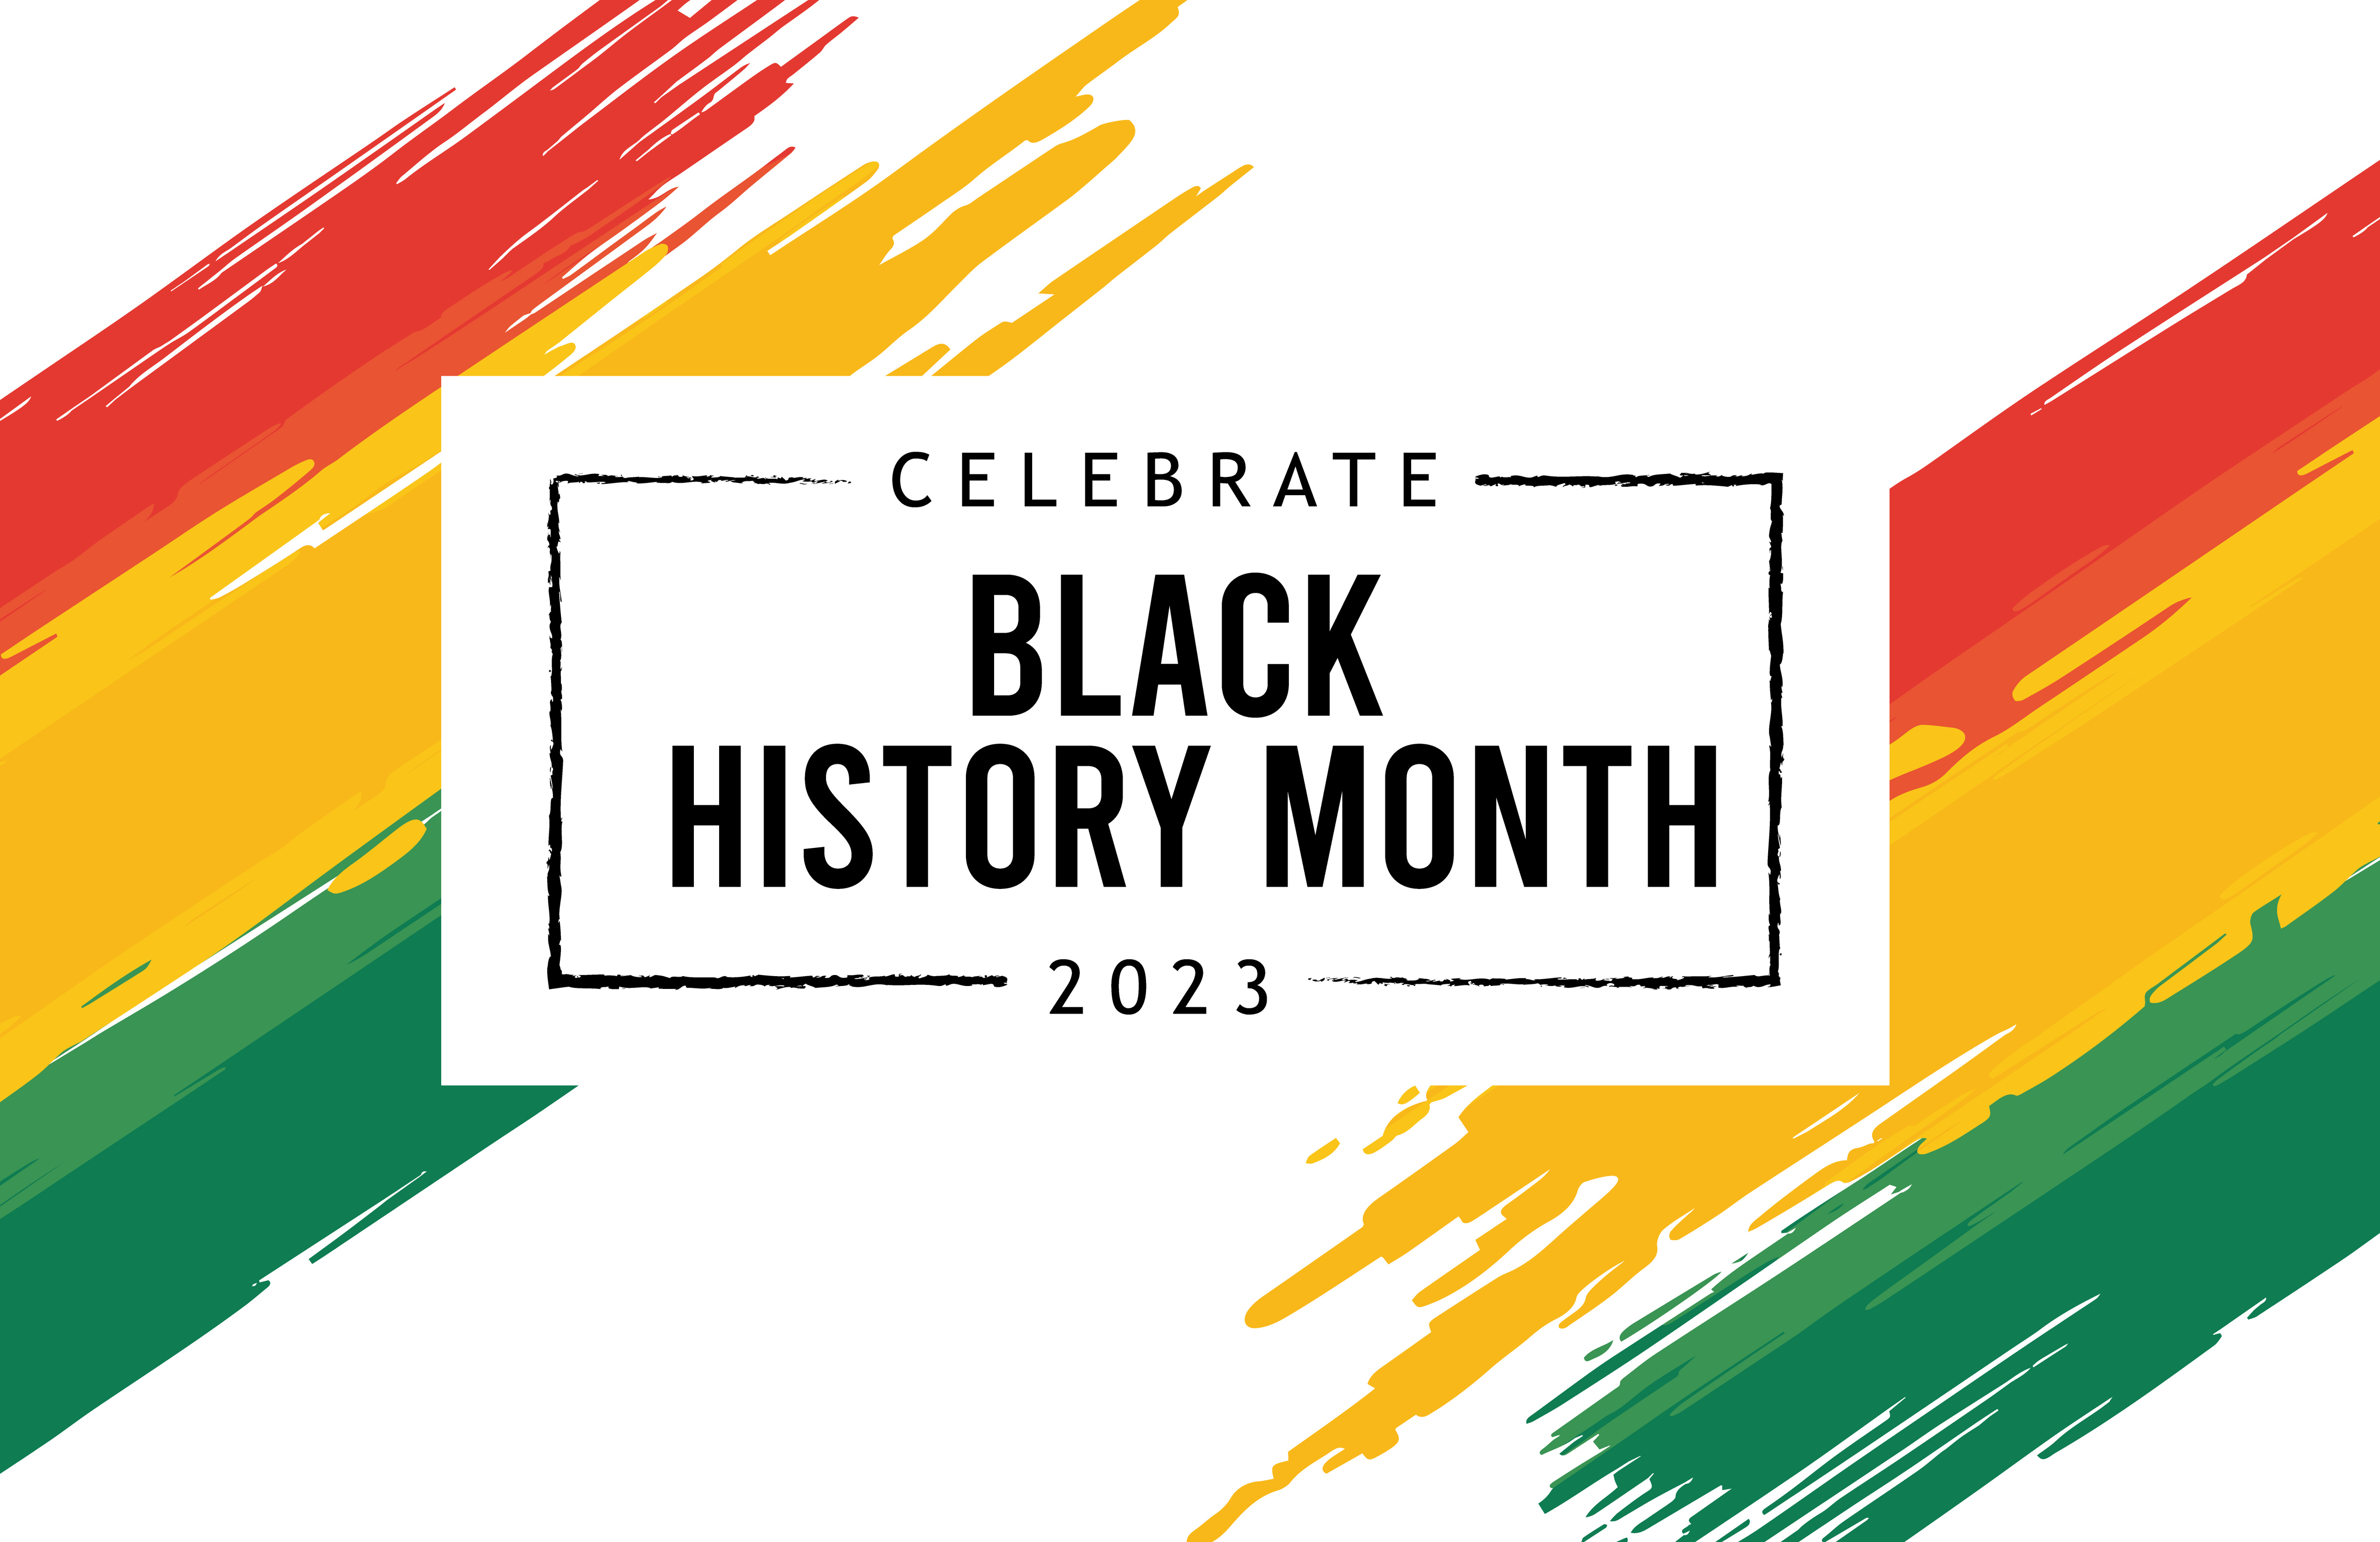 CELEBRATE
BLACK
HISTORY MONTH
2023